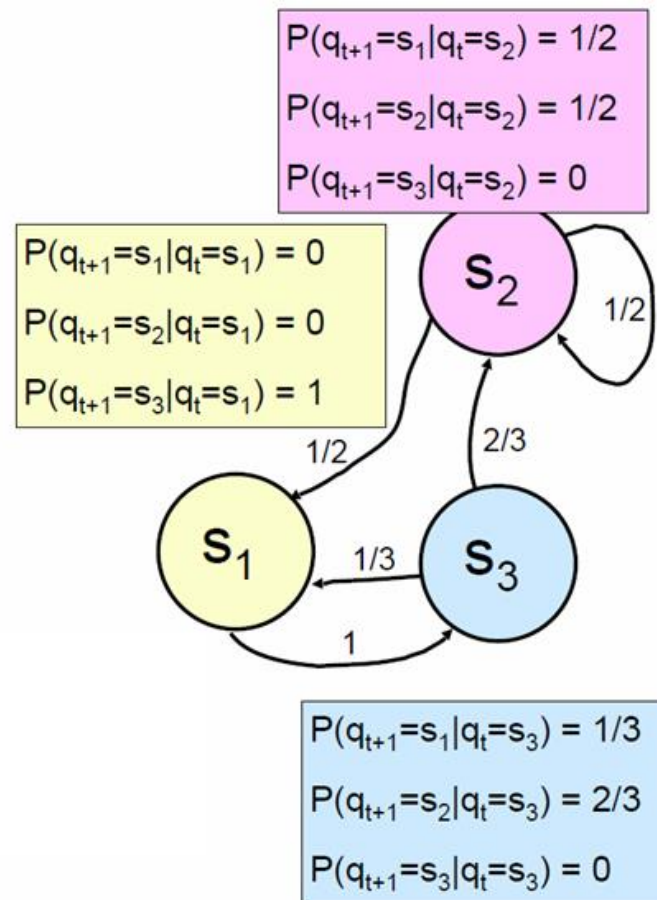 P(qₜ₊₁=s₁|qₜ=s₂) = 1/2
P(qₜ₊₁=s₂|qₜ=s₂) = 1/2
P(qₜ₊₁=s₃|qₜ=s₂) = 0
P(qₜ₊₁=s₁|qₜ=s₁) = 0
P(qₜ₊₁=s₂|qₜ=s₁) = 0
P(qₜ₊₁=s₃|qₜ=s₁) = 1
s₂
1/2
1/2
2/3
s₁
1/3
s₃
1
P(qₜ₊₁=s₁|qₜ=s₃) = 1/3
P(qₜ₊₁=s₂|qₜ=s₃) = 2/3
P(qₜ₊₁=s₃|qₜ=s₃) = 0